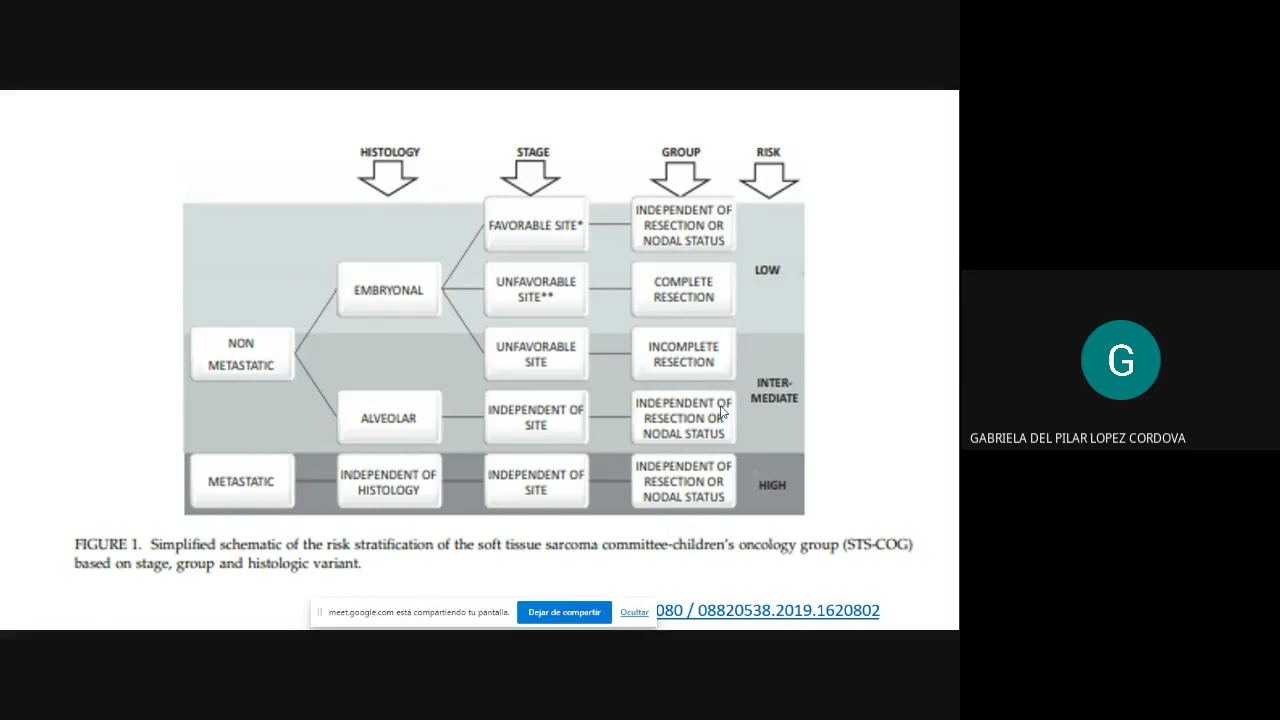 HISTOLOGY
STAGE
GROUP
RISK
FAVORABLE SITE*
INDEPENDENT OF
RESECTION OR
NODAL STATUS
LOW
EMBRYONAL
UNFAVORABLE
SITE**
COMPLETE
RESECTION
NON
METASTATIC
UNFAVORABLE
SITE
INCOMPLETE
RESECTION
INTER-
MEDIATE
ALVEOLAR
INDEPENDENT OF
SITE
INDEPENDENT OF
RESECTION OR
NODAL STATUS
METASTATIC
INDEPENDENT OF
HISTOLOGY
INDEPENDENT OF
SITE
INDEPENDENT OF
RESECTION OR
NODAL STATUS
HIGH
FIGURE 1. Simplified schematic of the risk stratification of the soft tissue sarcoma committee-children's oncology group (STS-COG)
based on stage, group and histologic variant.
meet.google.com está compartiendo tu pantalla.
Dejar de compartir
Ocultar
080 / 08820538.2019.1620802
G
GABRIELA DEL PILAR LOPEZ CORDOVA